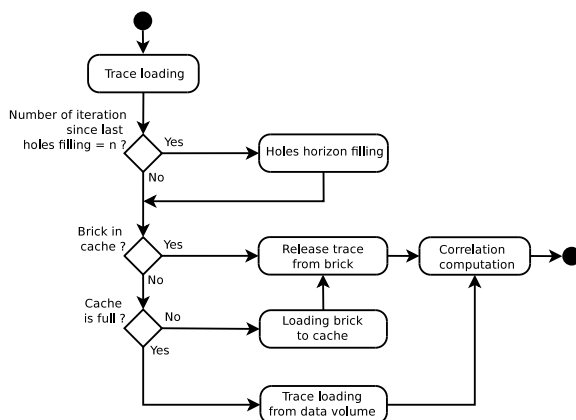 Trace loading
Number of iteration
since last
holes filling = n ?
Yes
Holes horizon filling
No
Brick in
cache ?
Yes
Release trace
from brick
Correlation
computation
No
Cache
is full ?
No
Loading brick
to cache
Yes
Trace loading
from data volume